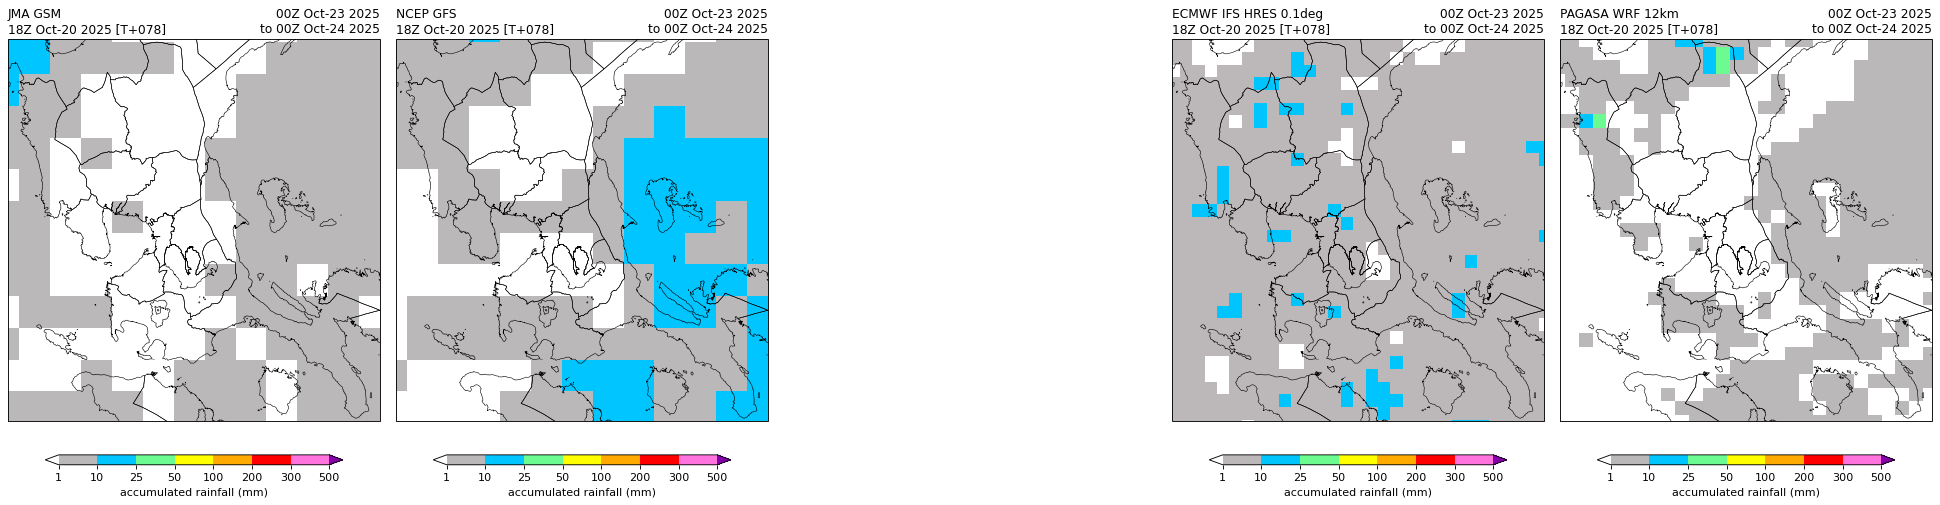 JMA GSM 00Z Oct-23 2025
18Z Oct-20 2025 [T+078] to 00Z Oct-24 2025
1 10 25 50 100 200 300 500
accumulated rainfall (mm)
NCEP GFS 00Z Oct-23 2025
18Z Oct-20 2025 [T+078] to 00Z Oct-24 2025
1 10 25 50 100 200 300 500
accumulated rainfall (mm)
ECMWF IFS HRES 0.1deg 00Z Oct-23 2025
18Z Oct-20 2025 [T+078] to 00Z Oct-24 2025
1 10 25 50 100 200 300 500
accumulated rainfall (mm)
PAGASA WRF 12km 00Z Oct-23 2025
18Z Oct-20 2025 [T+078] to 00Z Oct-24 2025
1 10 25 50 100 200 300 500
accumulated rainfall (mm)